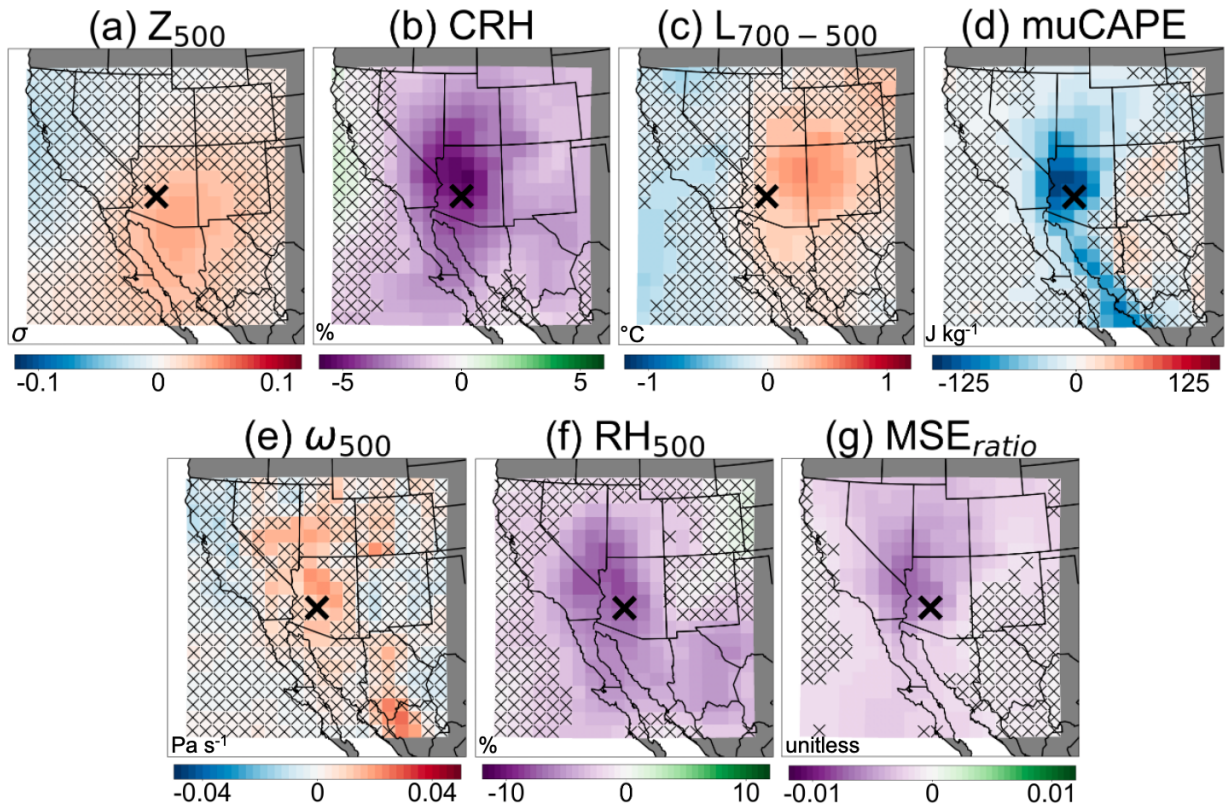 (a) Z₅₀₀
(b) CRH
(c) L₇₀₀₋₅₀₀
(d) muCAPE
σ
%
°C
J kg⁻¹
-0.1 0 0.1
-5 0 5
-1 0 1
-125 0 125
(e) ω₅₀₀
(f) RH₅₀₀
(g) MSE_ratio
Pa s⁻¹
%
unitless
-0.04 0 0.04
-10 0 10
-0.01 0 0.01